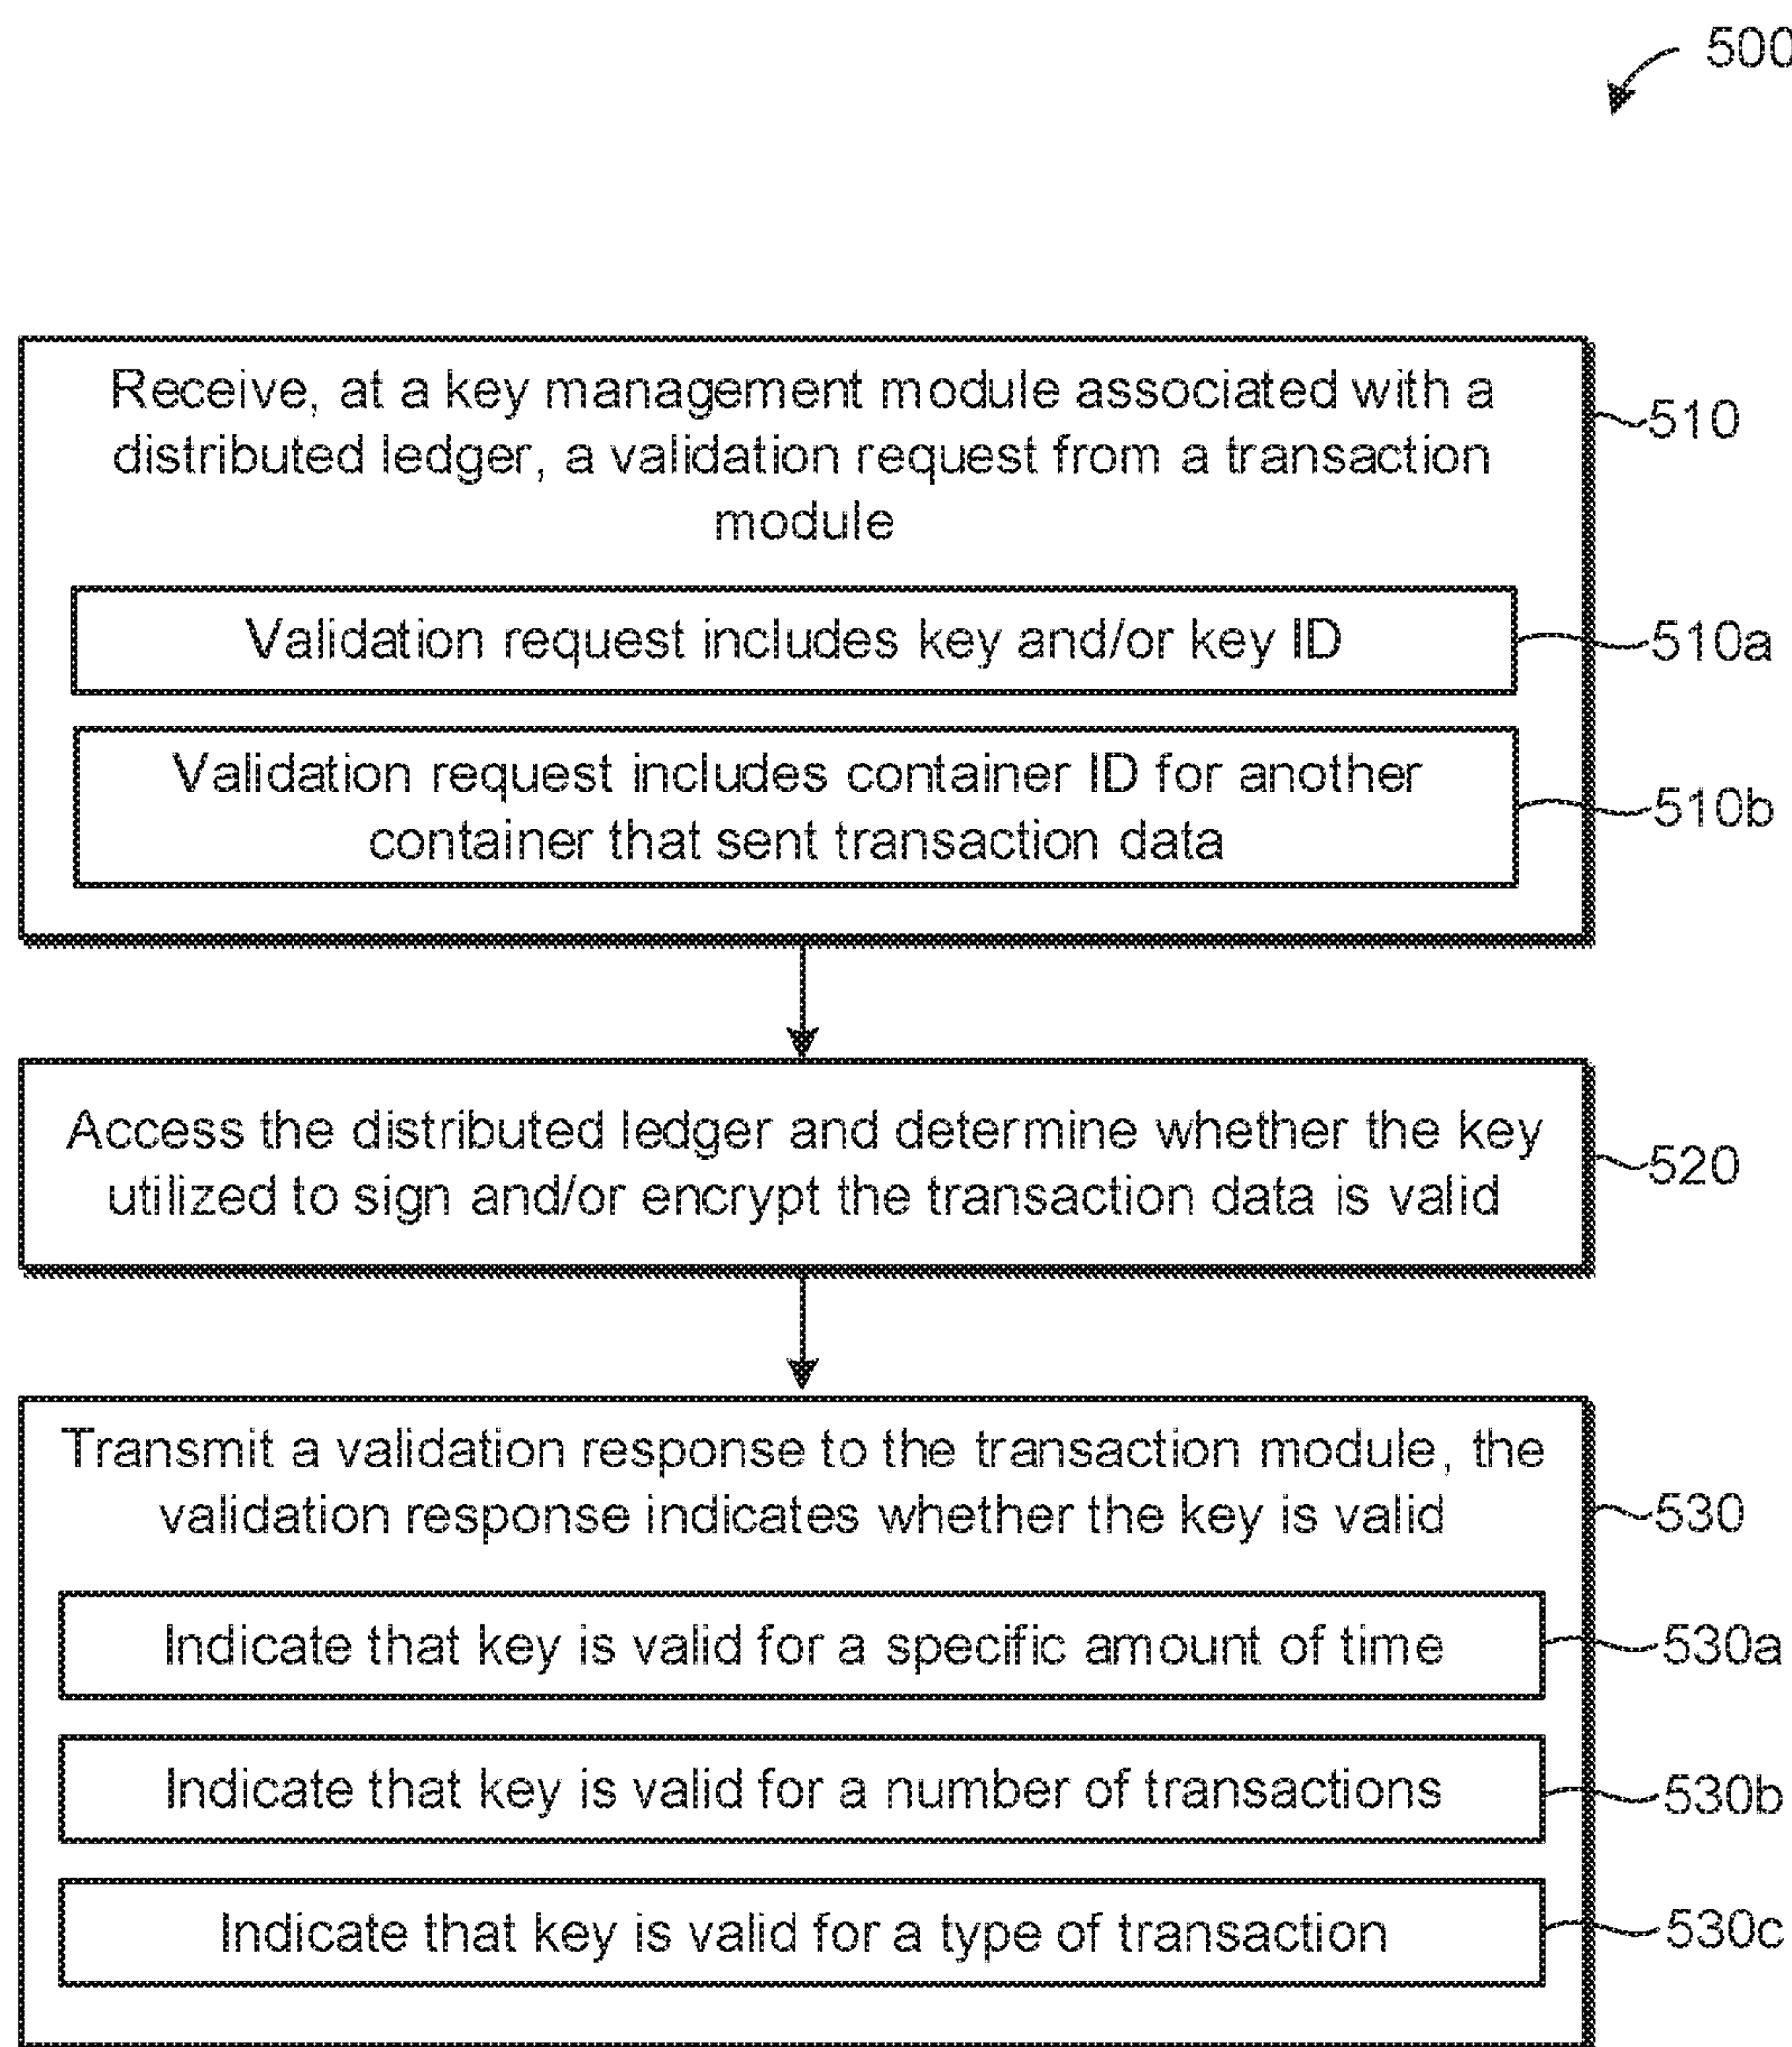 500
Receive, at a key management module associated with a
distributed ledger, a validation request from a transaction
module
510
Validation request includes key and/or key ID
510a
Validation request includes container ID for another
container that sent transaction data
510b
Access the distributed ledger and determine whether the key
utilized to sign and/or encrypt the transaction data is valid
520
Transmit a validation response to the transaction module, the
validation response indicates whether the key is valid
530
Indicate that key is valid for a specific amount of time
530a
Indicate that key is valid for a number of transactions
530b
Indicate that key is valid for a type of transaction
530c